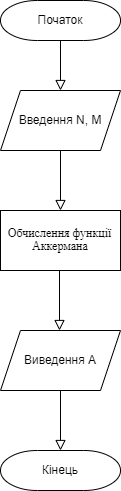 Початок
Введення N, M
Обчислення функції
Аккермана
Виведення А
Кінець